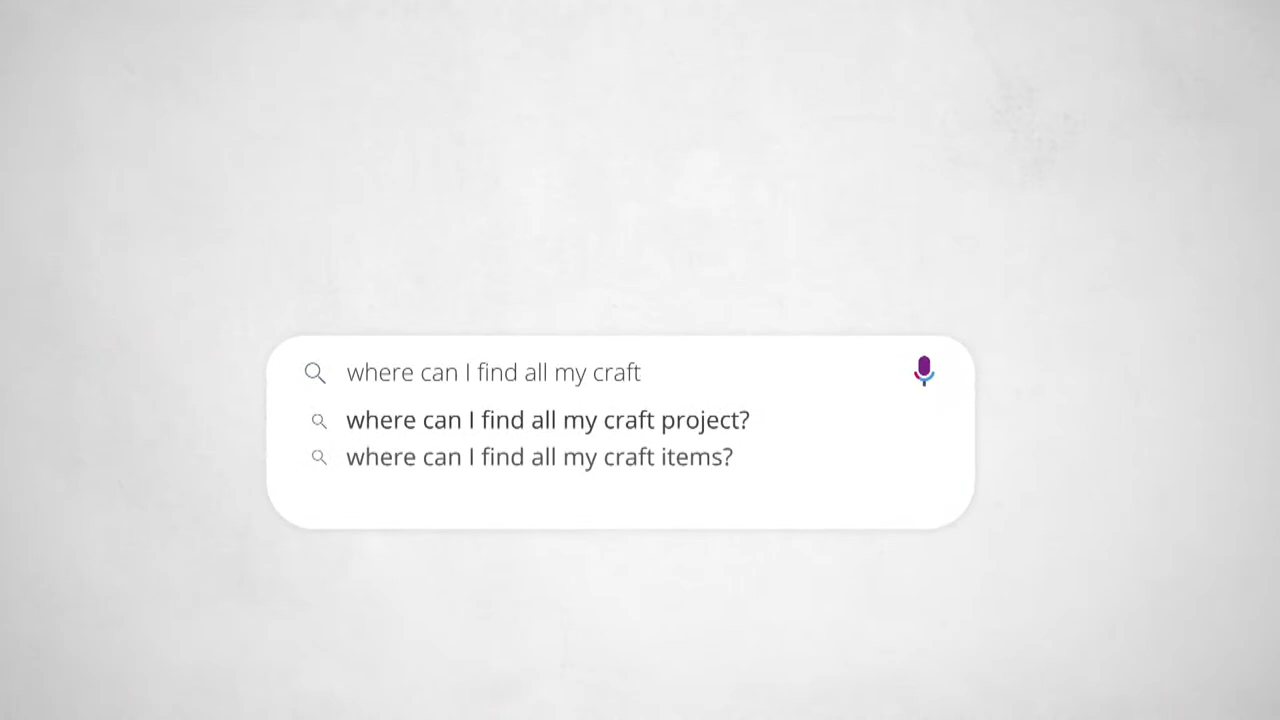 where can I find all my craft
where can I find all my craft project?
where can I find all my craft items?